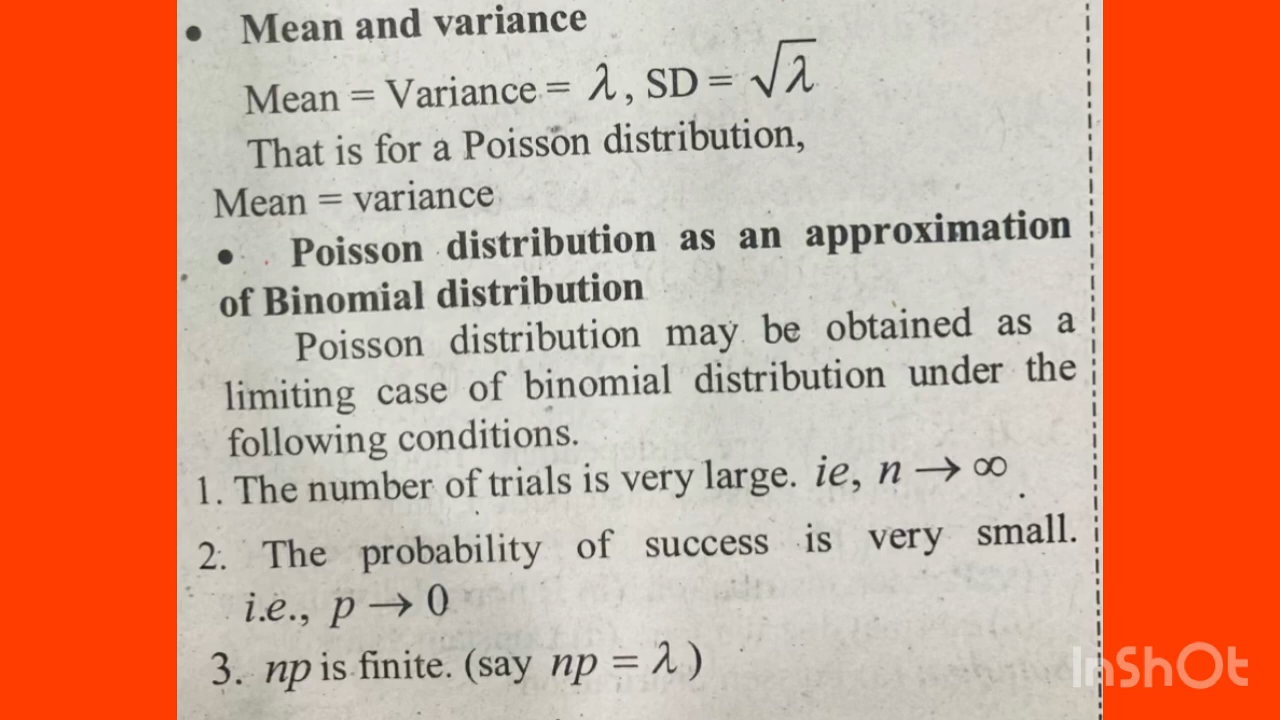 • Mean and variance
Mean = Variance = λ, SD = √λ
That is for a Poisson distribution,
Mean = variance
• Poisson distribution as an approximation
of Binomial distribution
Poisson distribution may be obtained as a
limiting case of binomial distribution under the
following conditions.
1. The number of trials is very large. ie, n → ∞
2. The probability of success is very small.
i.e., p → 0
3. np is finite. (say np = λ)
InShOt